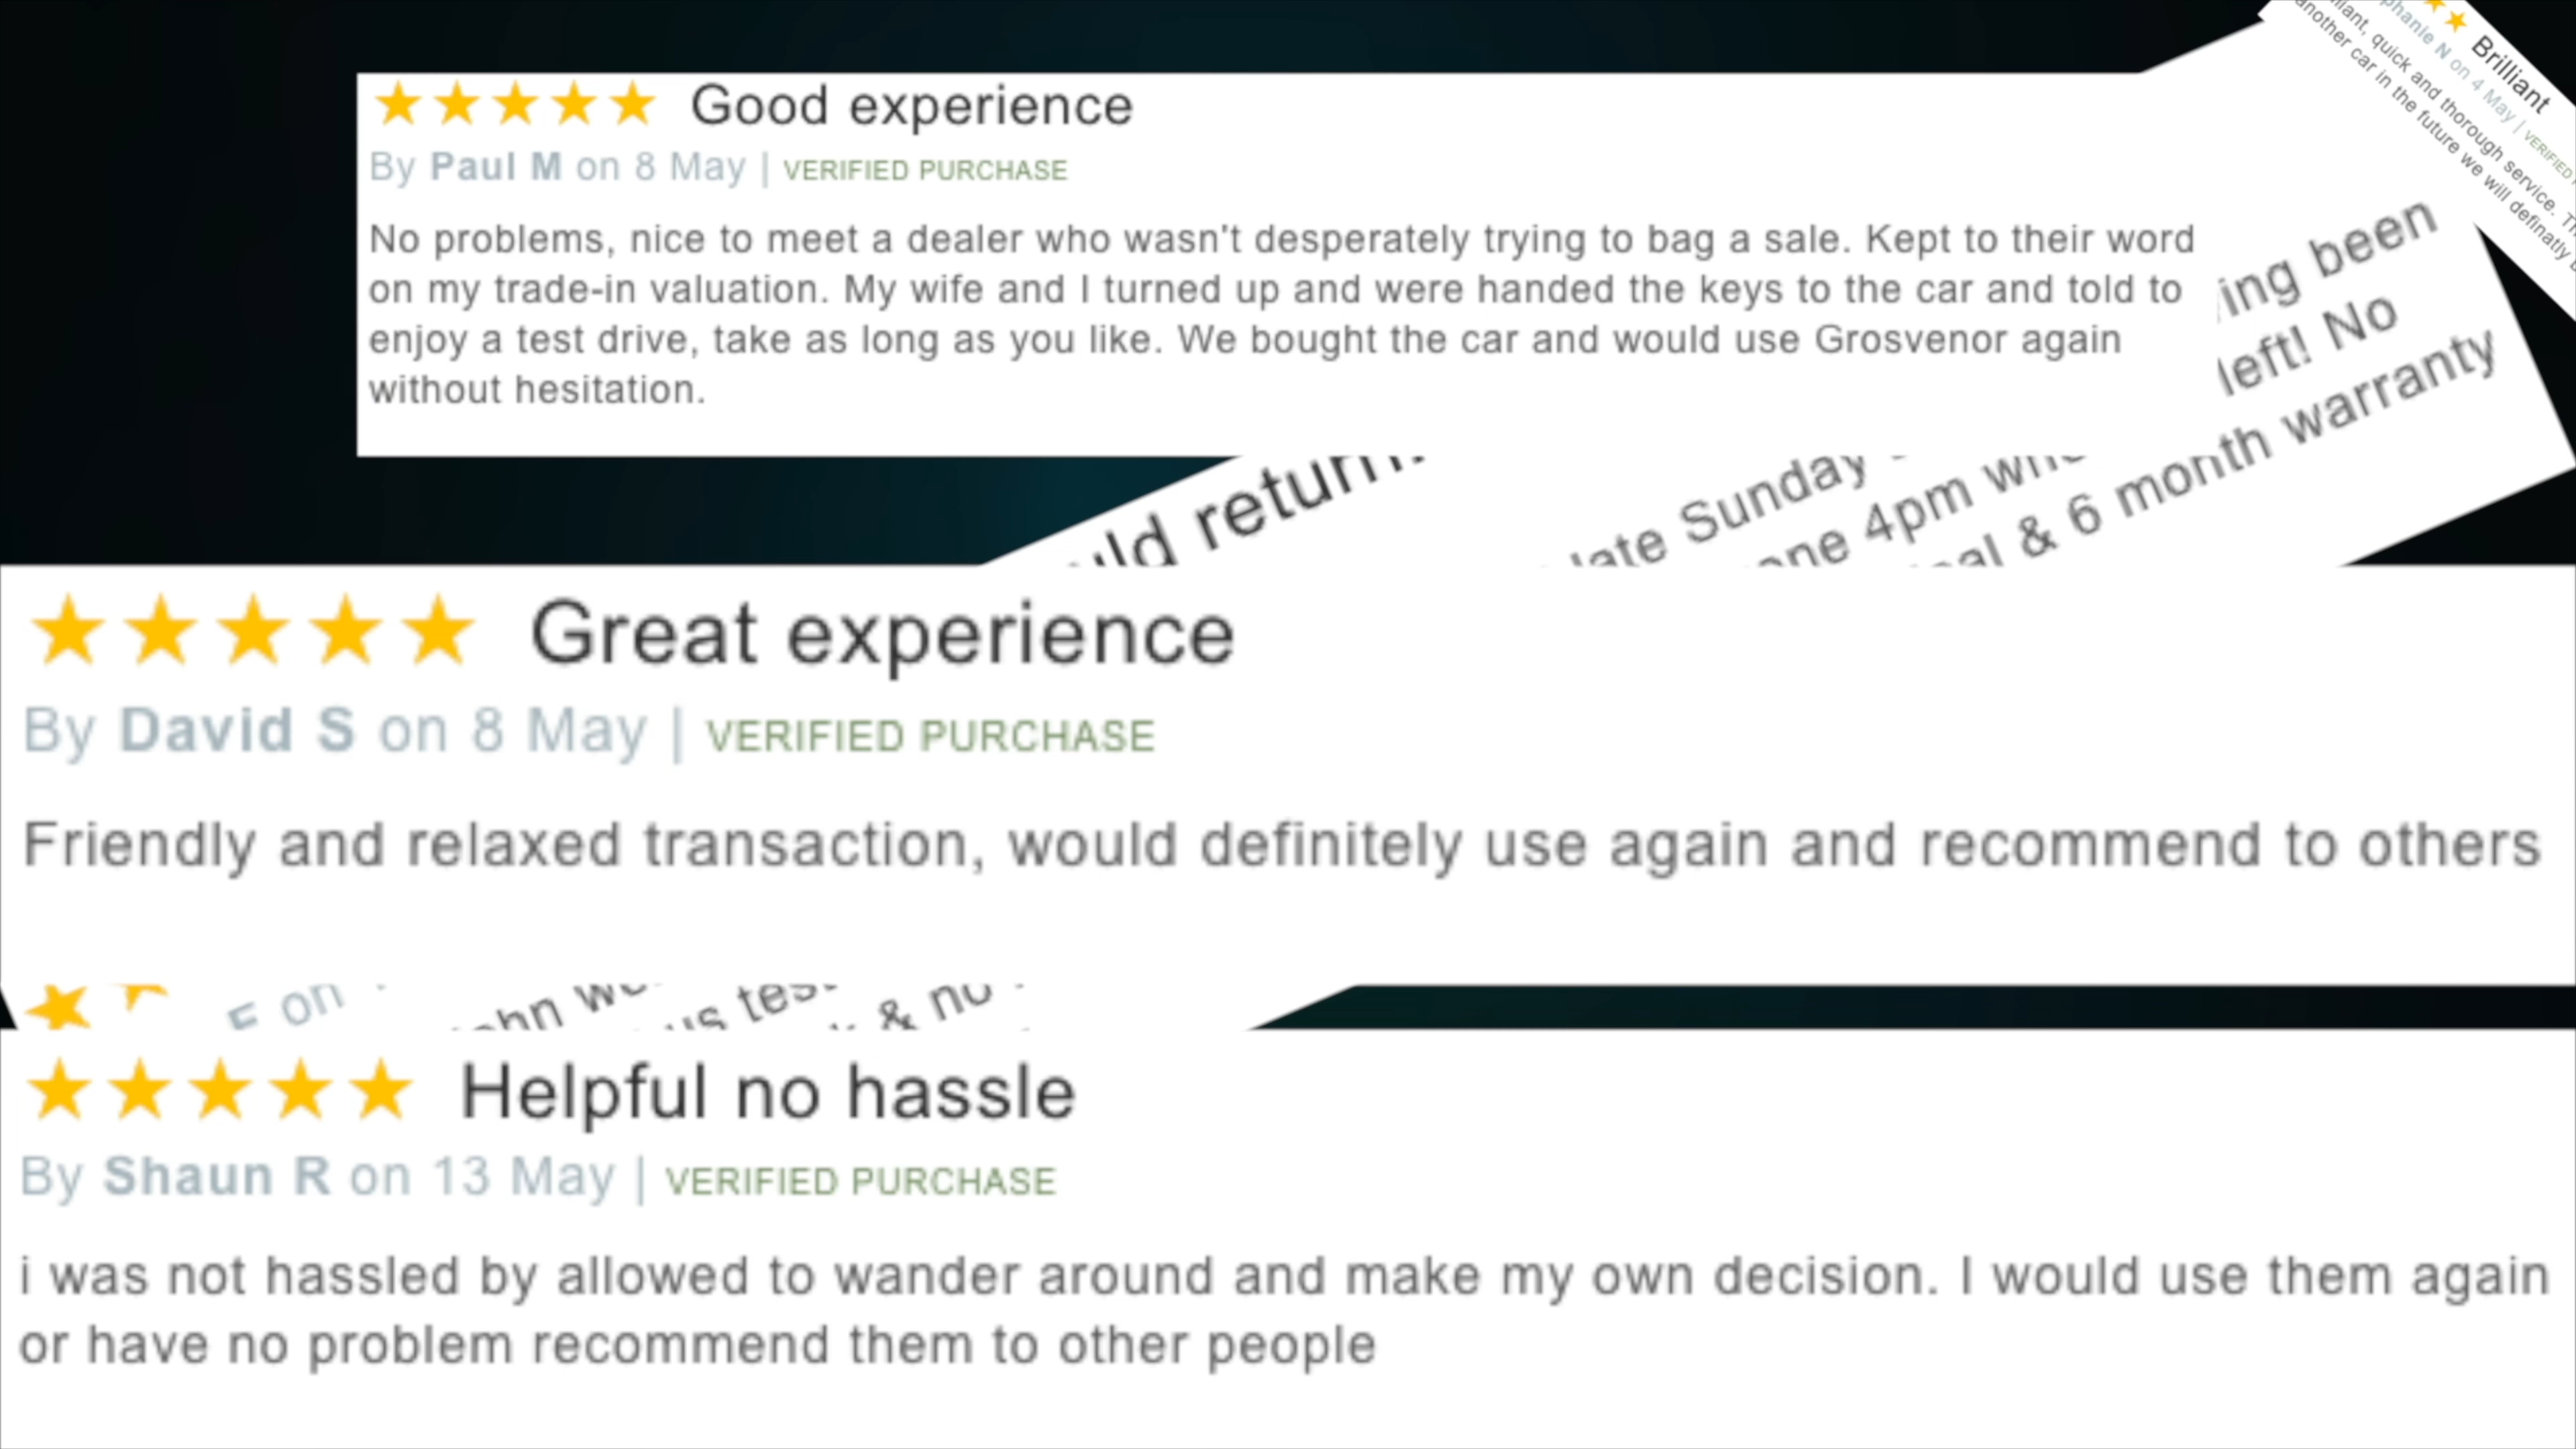 Brilliant
on 4 May | VERIFIED
quick and thorough service.
another car in the future we will definatly
Good experience
By Paul M on 8 May | VERIFIED PURCHASE
No problems, nice to meet a dealer who wasn't desperately trying to bag a sale. Kept to their word
on my trade-in valuation. My wife and I turned up and were handed the keys to the car and told to
enjoy a test drive, take as long as you like. We bought the car and would use Grosvenor again
without hesitation.
been
left! No
return
Sunday
4pm
& 6 month warranty
Great experience
By David S on 8 May | VERIFIED PURCHASE
Friendly and relaxed transaction, would definitely use again and recommend to others
on
& no
Helpful no hassle
By Shaun R on 13 May | VERIFIED PURCHASE
i was not hassled by allowed to wander around and make my own decision. I would use them again
or have no problem recommend them to other people